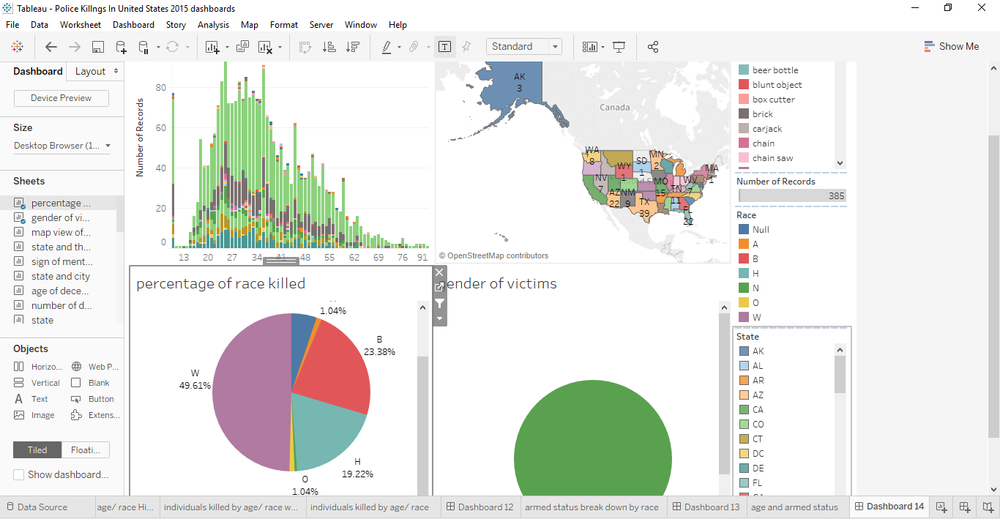 Tableau - Police Killngs In United States 2015 dashboards
File Data Worksheet Dashboard Story Analysis Map Format Server Window Help
Standard
Show Me
Dashboard Layout
Device Preview
Size
Desktop Browser (1...
Sheets
percentage ...
gender of vi...
map view of...
state and th...
sign of ment...
state and city
age of dece...
number of d...
state
Objects
Horizo... Web P...
Vertical Blank
Text Button
Image Extens...
Tiled Floati...
Show dashboard...
Number of Records
80
60
40
20
0
13 20 27 34 41 48 55 62 69 76 91
AK
3
Canada
WA
8
SD
1
MN
2
MA
1
WY
1
NV
7
MO
15
WV
TN
11
AZ
22
NM
9
TX
39
FL
22
© OpenStreetMap contributors
beer bottle
blunt object
box cutter
brick
carjack
chain
chain saw
Number of Records
385
Race
Null
A
B
H
N
O
W
State
AK
AL
AR
AZ
CA
CO
CT
DC
DE
FL
percentage of race killed
1.04%
B
23.38%
W
49.61%
H
19.22%
O
1.04%
gender of victims
Data Source age/ race Hi... individuals killed by age/ race w... individuals killed by age/ race Dashboard 12 armed status break down by race Dashboard 13 age and armed status Dashboard 14